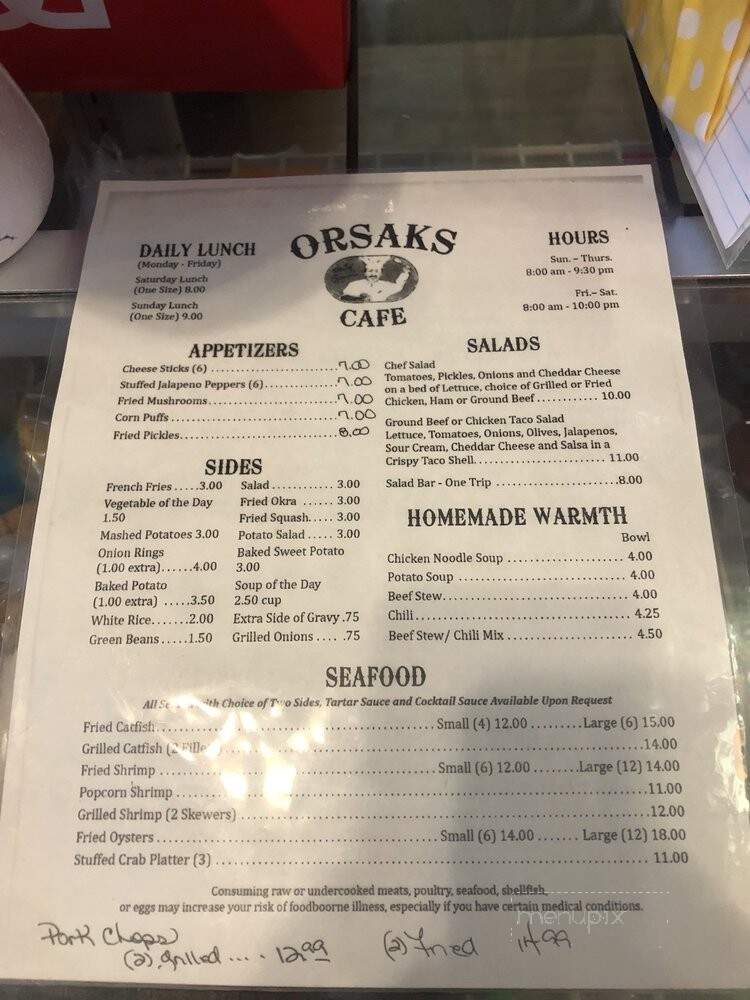 DAILY LUNCH
(Monday - Friday)
Saturday Lunch
(One Size) 8.00
Sunday Lunch
(One Size) 9.00
ORSAKS
CAFE
HOURS
Sun. – Thurs.
8:00 am - 9:30 pm
Fri.– Sat.
8:00 am - 10:00 pm
APPETIZERS
Cheese Sticks (6) ........................7.00
Stuffed Jalapeno Peppers (6)..............7.00
Fried Mushrooms.........................7.00
Corn Puffs ...............................7.00
Fried Pickles.............................8.00
SIDES
French Fries .....3.00
Vegetable of the Day
1.50
Mashed Potatoes 3.00
Onion Rings
(1.00 extra)......4.00
Baked Potato
(1.00 extra) .....3.50
White Rice.......2.00
Green Beans.....1.50
Salad ............ 3.00
Fried Okra ...... 3.00
Fried Squash..... 3.00
Potato Salad ..... 3.00
Baked Sweet Potato
3.00
Soup of the Day
2.50 cup
Extra Side of Gravy .75
Grilled Onions .... .75
SALADS
Chef Salad
Tomatoes, Pickles, Onions and Cheddar Cheese
on a bed of Lettuce, choice of Grilled or Fried
Chicken, Ham or Ground Beef ............ 10.00
Ground Beef or Chicken Taco Salad
Lettuce, Tomatoes, Onions, Olives, Jalapenos,
Sour Cream, Cheddar Cheese and Salsa in a
Crispy Taco Shell......................... 11.00
Salad Bar - One Trip .......................8.00
HOMEMADE WARMTH
Bowl
Chicken Noodle Soup ...................... 4.00
Potato Soup ............................... 4.00
Beef Stew.................................. 4.00
Chili........................................ 4.25
Beef Stew/ Chili Mix ....................... 4.50
SEAFOOD
All with Choice of Two Sides, Tartar Sauce and Cocktail Sauce Available Upon Request
Fried Catfish.................................................Small (4) 12.00 .........Large (6) 15.00
Grilled Catfish (2 Fillets) ......................................................................14.00
Fried Shrimp ................................................Small (6) 12.00 ........Large (12) 14.00
Popcorn Shrimp ................................................................................11.00
Grilled Shrimp (2 Skewers) ....................................................................12.00
Fried Oysters ................................................Small (6) 14.00 ....... Large (12) 18.00
Stuffed Crab Platter (3) ....................................................................... 11.00
Consuming raw or undercooked meats, poultry, seafood, shellfish,
or eggs may increase your risk of foodboorne illness, especially if you have certain medical conditions.
Pork Chops
(2) grilled .... 12.99 (2) Fried 14.99
menupix